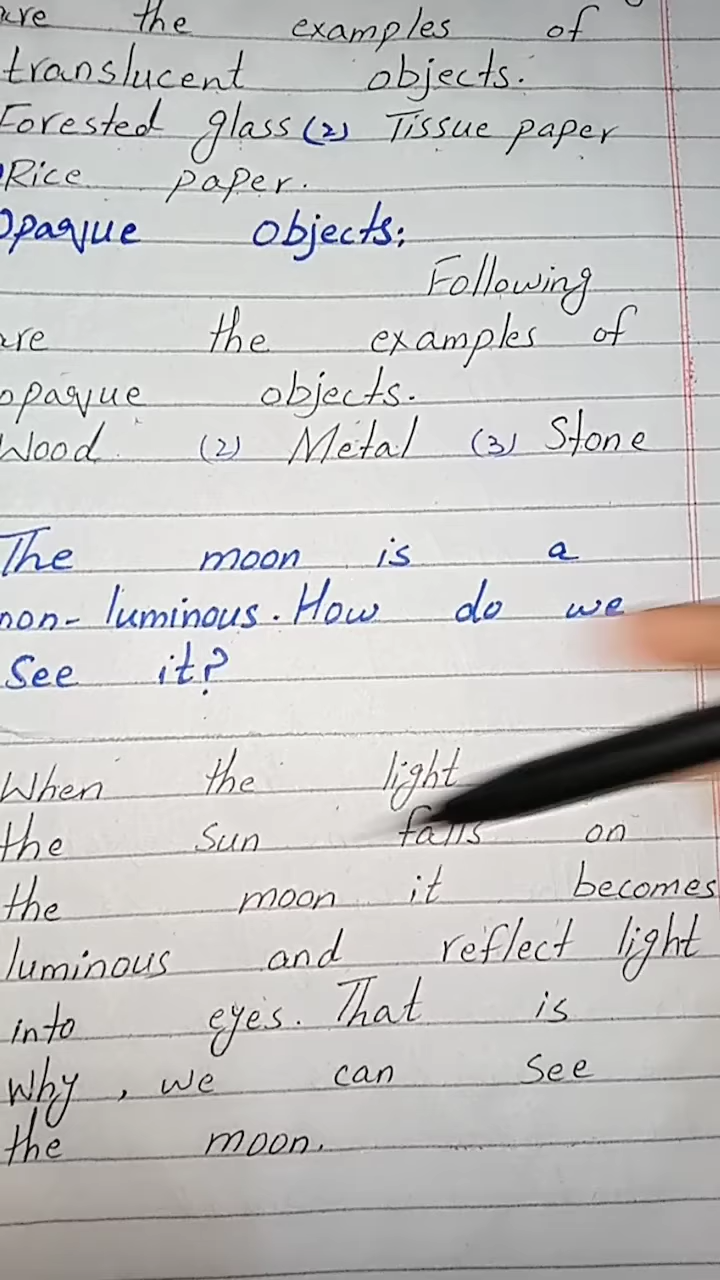 are the examples of
translucent objects.
Forested glass (2) Tissue paper
Rice paper.
Opaque objects:
Following
are the examples of
opaque objects.
Wood (2) Metal (3) Stone
The moon is a
non-luminous. How do we
See it?
When the light
the Sun falls on
the moon it becomes
luminous and reflect light
into eyes. That is
Why, we can See
the moon.